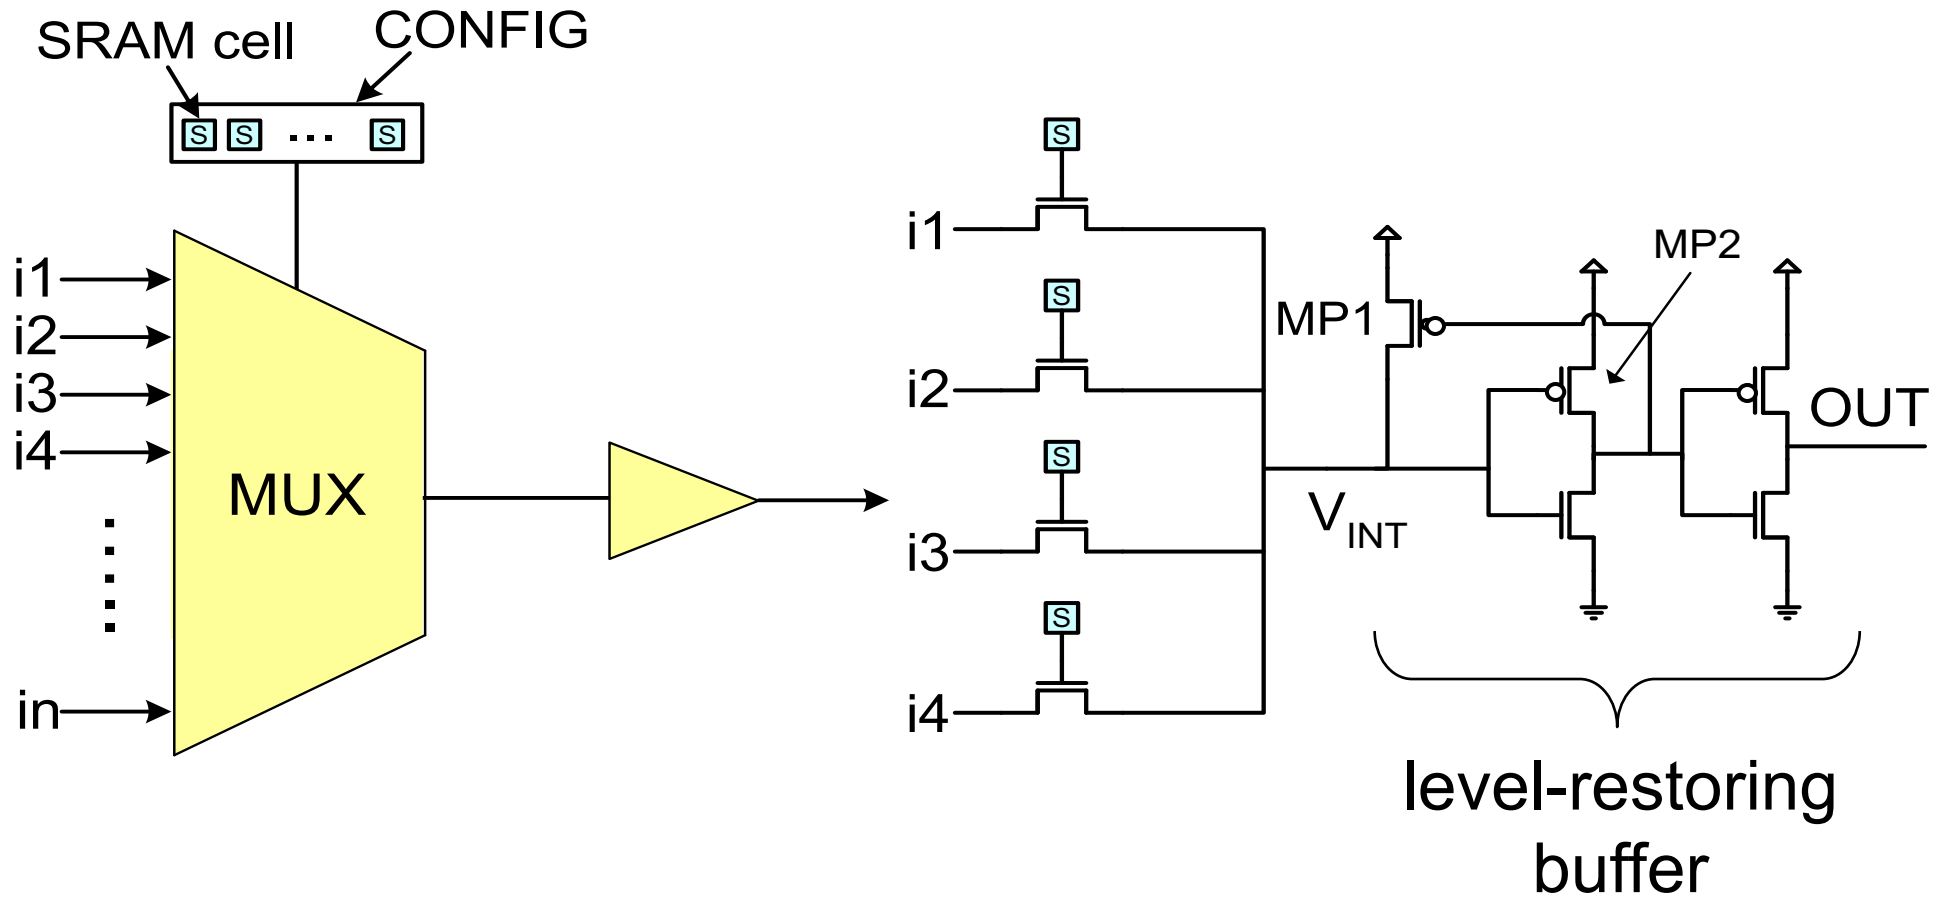 SRAM cell
CONFIG
S S ... S
i1
i2
i3
i4
in
MUX
S
i1
S
i2
S
i3
S
i4
MP1
MP2
VINT
OUT
level-restoring
buffer